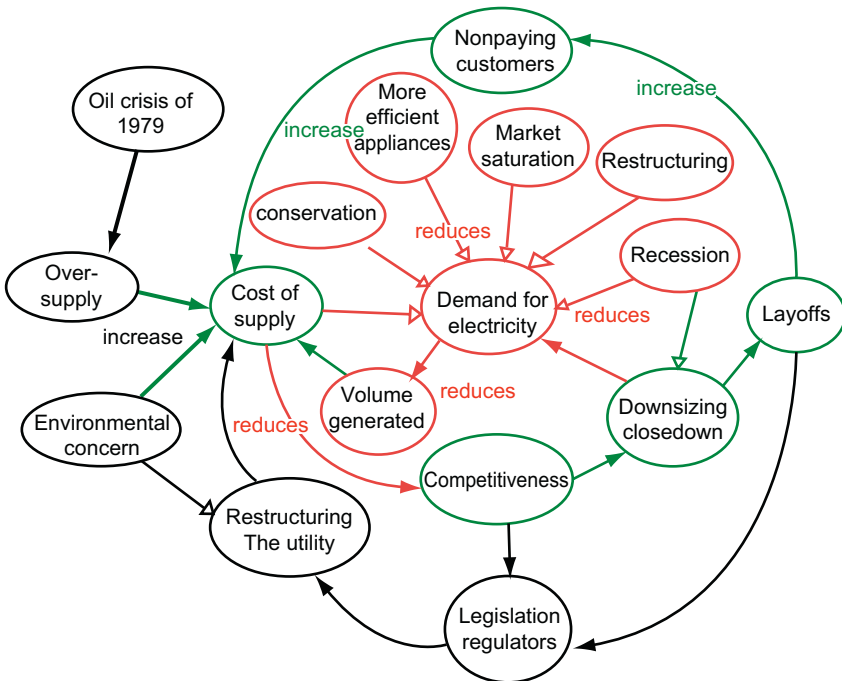 Nonpaying
customers
Oil crisis of
1979
increase
More
efficient
appliances
increase
Market
saturation
Restructuring
conservation
reduces
Recession
Over-
supply
Cost of
supply
Demand for
electricity
reduces
Layoffs
increase
Volume
generated
reduces
Downsizing
closedown
Environmental
concern
reduces
Competitiveness
Restructuring
The utility
Legislation
regulators